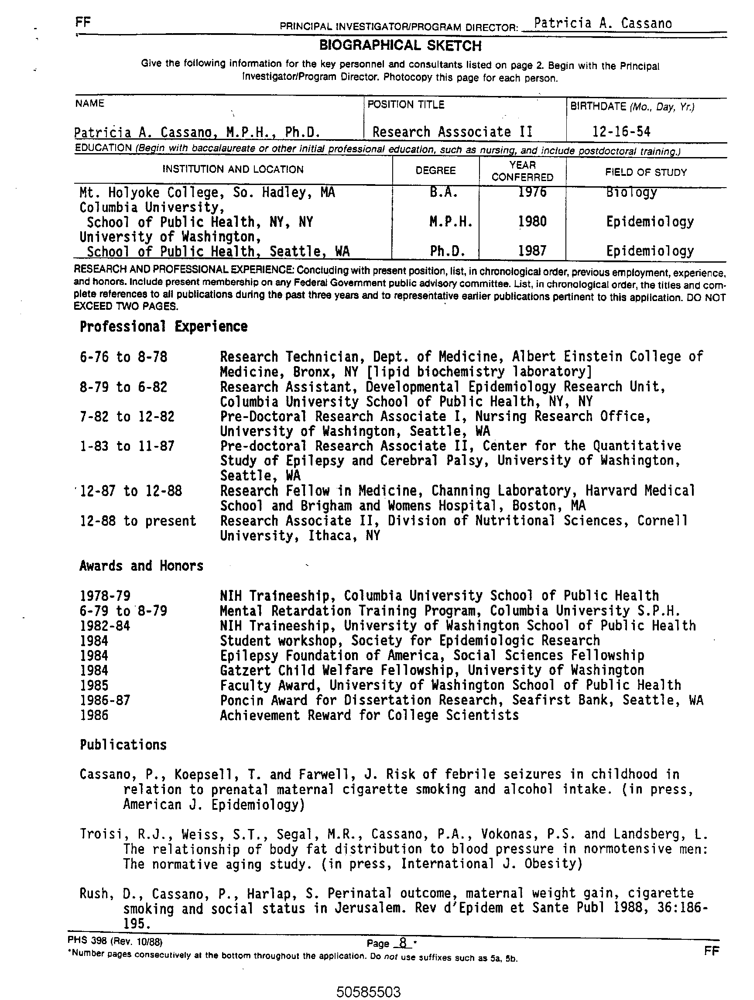 FF
PRINCIPAL INVESTIGATOR/PROGRAM DIRECTOR: Patricia A. Cassano
BIOGRAPHICAL SKETCH
Give the following information for the key personnel and consultants listed on page 2. Begin with the Principal
Investigator/Program Director. Photocopy this page for each person.
NAME POSITION TITLE BIRTHDATE (Mo., Day, Yr.)
Patricia A. Cassano, M.P.H., Ph.D. Research Asssociate II 12-16-54
EDUCATION (Begin with baccalaureate or other initial professional education, such as nursing, and include postdoctoral training.)
INSTITUTION AND LOCATION DEGREE YEAR CONFERRED FIELD OF STUDY
Mt. Holyoke College, So. Hadley, MA B.A. 1976 Biology
Columbia University,
School of Public Health, NY, NY M.P.H. 1980 Epidemiology
University of Washington,
School of Public Health, Seattle, WA Ph.D. 1987 Epidemiology
RESEARCH AND PROFESSIONAL EXPERIENCE: Concluding with present position, list, in chronological order, previous employment, experience,
and honors. Include present membership on any Federal Government public advisory committee. List, in chronological order, the titles and com-
plete references to all publications during the past three years and to representative earlier publications pertinent to this application. DO NOT
EXCEED TWO PAGES.
Professional Experience
6-76 to 8-78 Research Technician, Dept. of Medicine, Albert Einstein College of
Medicine, Bronx, NY [lipid biochemistry laboratory]
8-79 to 6-82 Research Assistant, Developmental Epidemiology Research Unit,
Columbia University School of Public Health, NY, NY
7-82 to 12-82 Pre-Doctoral Research Associate I, Nursing Research Office,
University of Washington, Seattle, WA
1-83 to 11-87 Pre-doctoral Research Associate II, Center for the Quantitative
Study of Epilepsy and Cerebral Palsy, University of Washington,
Seattle, WA
12-87 to 12-88 Research Fellow in Medicine, Channing Laboratory, Harvard Medical
School and Brigham and Womens Hospital, Boston, MA
12-88 to present Research Associate II, Division of Nutritional Sciences, Cornell
University, Ithaca, NY
Awards and Honors
1978-79 NIH Traineeship, Columbia University School of Public Health
6-79 to 8-79 Mental Retardation Training Program, Columbia University S.P.H.
1982-84 NIH Traineeship, University of Washington School of Public Health
1984 Student workshop, Society for Epidemiologic Research
1984 Epilepsy Foundation of America, Social Sciences Fellowship
1984 Gatzert Child Welfare Fellowship, University of Washington
1985 Faculty Award, University of Washington School of Public Health
1986-87 Poncin Award for Dissertation Research, Seafirst Bank, Seattle, WA
1986 Achievement Reward for College Scientists
Publications
Cassano, P., Koepsell, T. and Farwell, J. Risk of febrile seizures in childhood in
relation to prenatal maternal cigarette smoking and alcohol intake. (in press,
American J. Epidemiology)
Troisi, R.J., Weiss, S.T., Segal, M.R., Cassano, P.A., Vokonas, P.S. and Landsberg, L.
The relationship of body fat distribution to blood pressure in normotensive men:
The normative aging study. (in press, International J. Obesity)
Rush, D., Cassano, P., Harlap, S. Perinatal outcome, maternal weight gain, cigarette
smoking and social status in Jerusalem. Rev d'Epidem et Sante Publ 1988, 36:186-
195.
PHS 398 (Rev. 10/88) Page 8 *
*Number pages consecutively at the bottom throughout the application. Do not use suffixes such as 5a, 5b.
FF
50585503